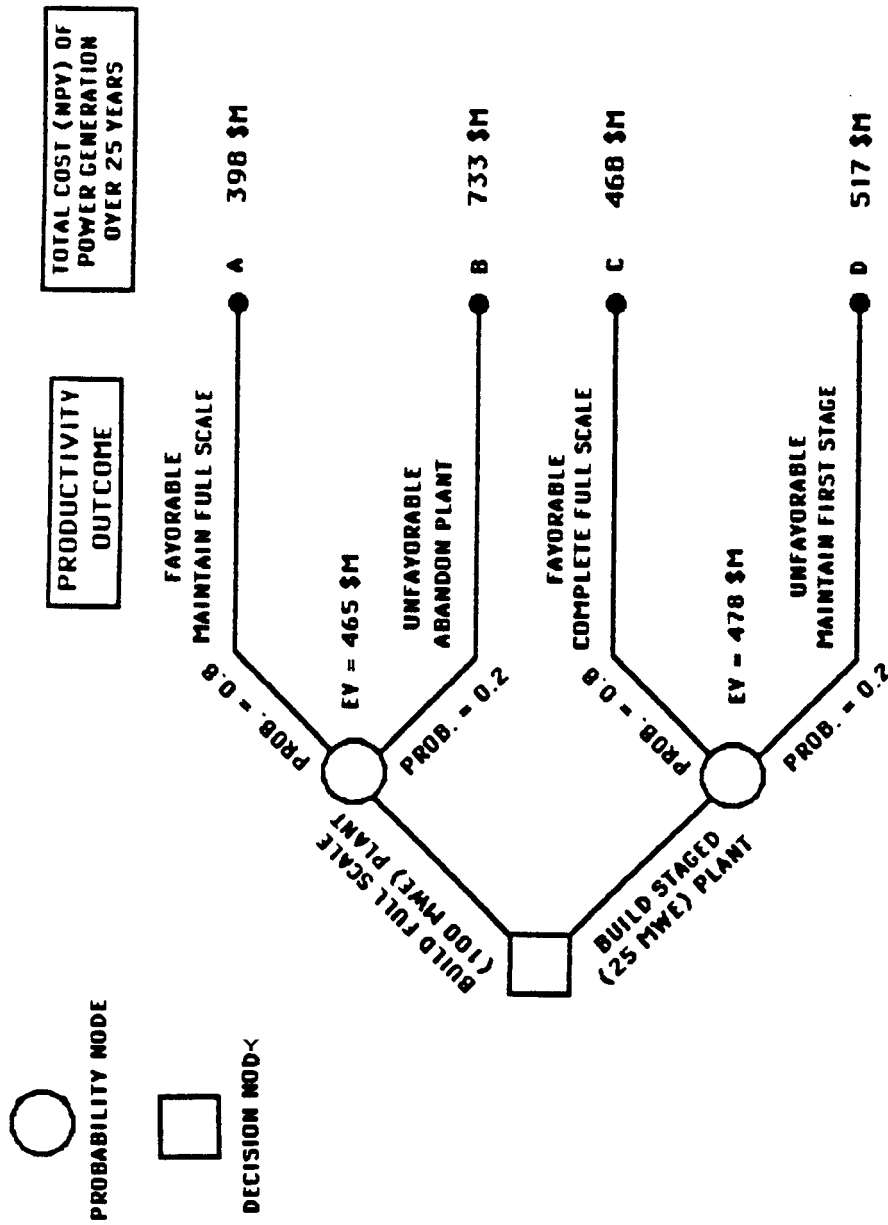 PROBABILITY NODE
DECISION NOD<
PRODUCTIVITY
OUTCOME
TOTAL COST (NPV) OF
POWER GENERATION
OVER 25 YEARS
BUILD FULL SCALE
(100 MWE) PLANT
PROB. = 0.8
FAVORABLE
MAINTAIN FULL SCALE
A 398 $M
EV = 465 $M
PROB. = 0.2
UNFAVORABLE
ABANDON PLANT
B 733 $M
BUILD STAGED
(25 MWE) PLANT
PROB. = 0.8
FAVORABLE
COMPLETE FULL SCALE
C 468 $M
EV = 478 $M
PROB. = 0.2
UNFAVORABLE
MAINTAIN FIRST STAGE
D 517 $M